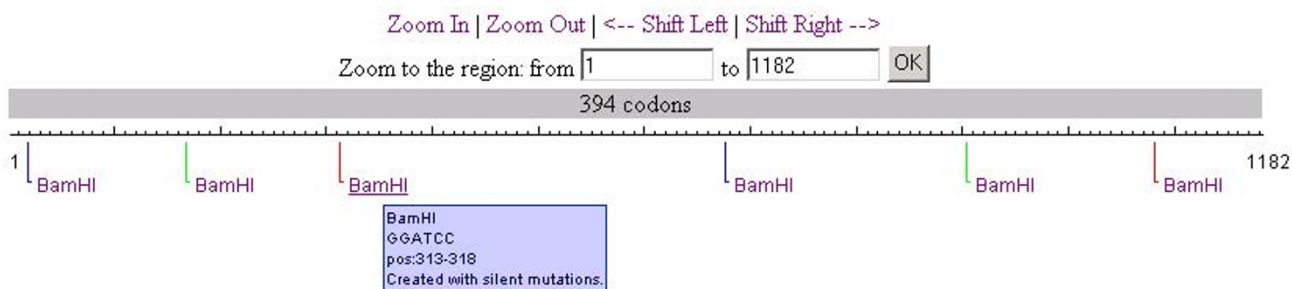 Zoom In | Zoom Out | <-- Shift Left | Shift Right -->
Zoom to the region: from 1 to 1182 OK
394 codons
1 1182
BamHI BamHI BamHI BamHI BamHI BamHI
BamHI
GGATCC
pos:313-318
Created with silent mutations.